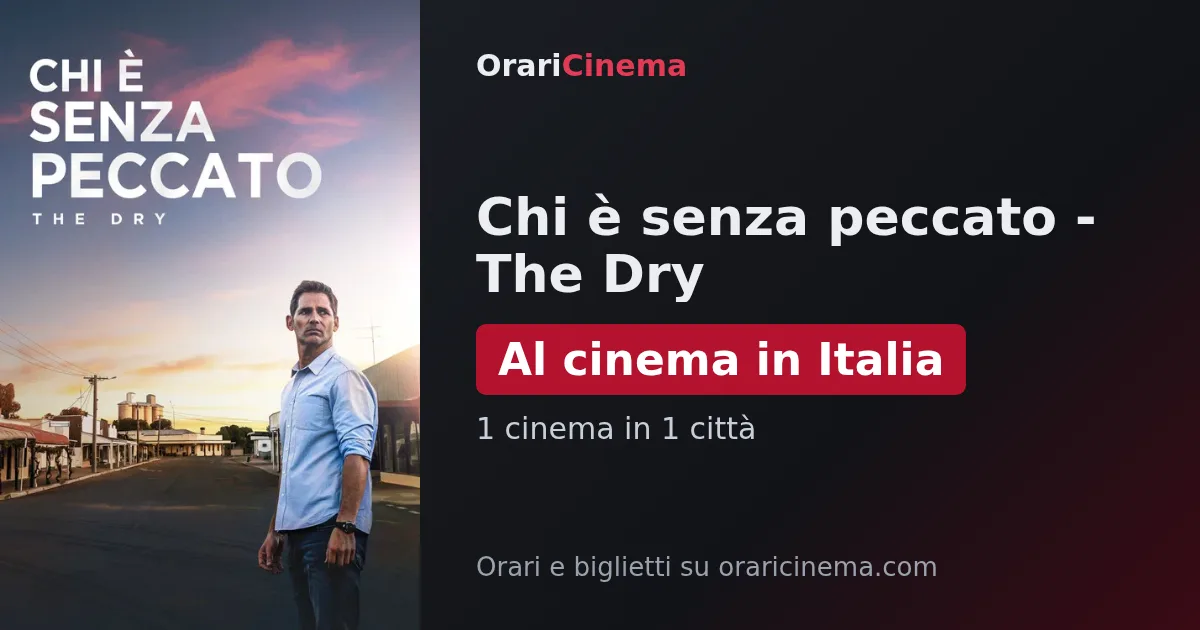 CHI È
SENZA
PECCATO
THE DRY
OrariCinema
Chi è senza peccato -
The Dry
Al cinema in Italia
1 cinema in 1 città
Orari e biglietti su oraricinema.com